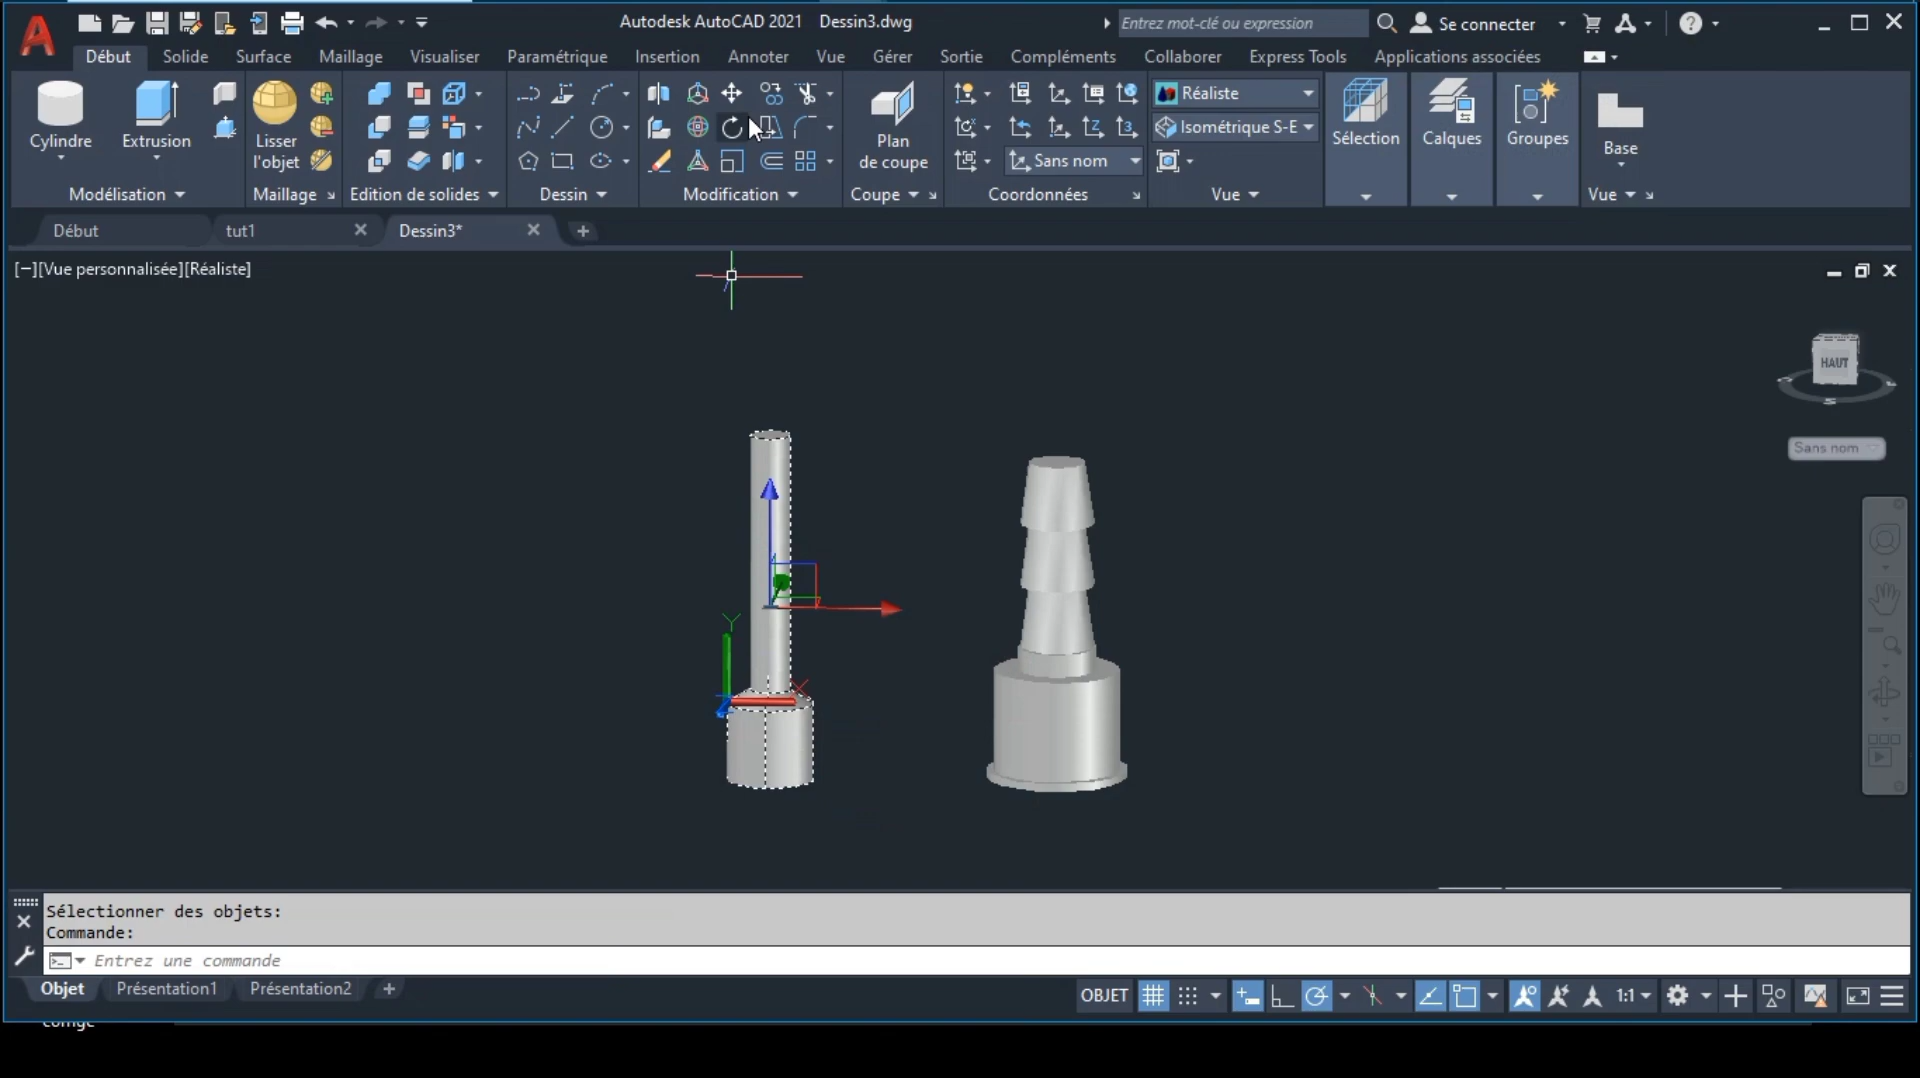 Autodesk AutoCAD 2021 Dessin3.dwg
Entrez mot-clé ou expression
Se connecter
Début Solide Surface Maillage Visualiser Paramétrique Insertion Annoter Vue Gérer Sortie Compléments Collaborer Express Tools Applications associées
Cylindre
Extrusion
Lisser
l'objet
Plan
de coupe
Réaliste
Isométrique S-E
Sans nom
Sélection
Calques
Groupes
Base
Modélisation Maillage Edition de solides Dessin Modification Coupe Coordonnées Vue Vue
Début tut1 Dessin3*
[−][Vue personnalisée][Réaliste]
HAUT
S
Sans nom
Y
X
Sélectionner des objets:
Commande:
Entrez une commande
Objet Présentation1 Présentation2
OBJET
1:1